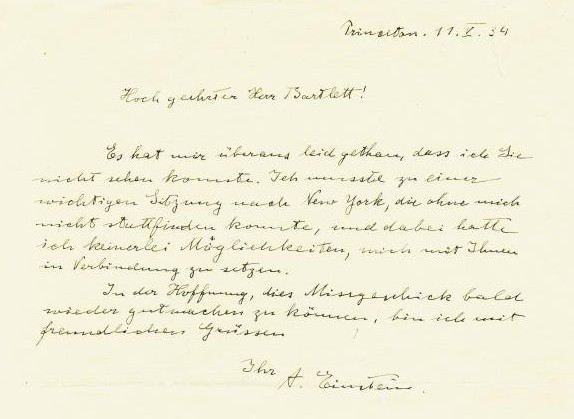 Princeton. 11.X.34
Hoch geehrter Herr Bartlett!
Es hat mir überaus leid gethan, dass ich Sie
nicht sehen konnte. Ich musste zu einer
wichtigen Sitzung nach New York, die ohne mich
nicht stattfinden konnte, und dabei hatte
ich keinerlei Möglichkeiten, mich mit Ihnen
in Verbindung zu setzen.
In der Hoffnung, dies Missgeschick bald
wieder gutmachen zu können, bin ich mit
freundlichen Grüssen
Ihr
A. Einstein.